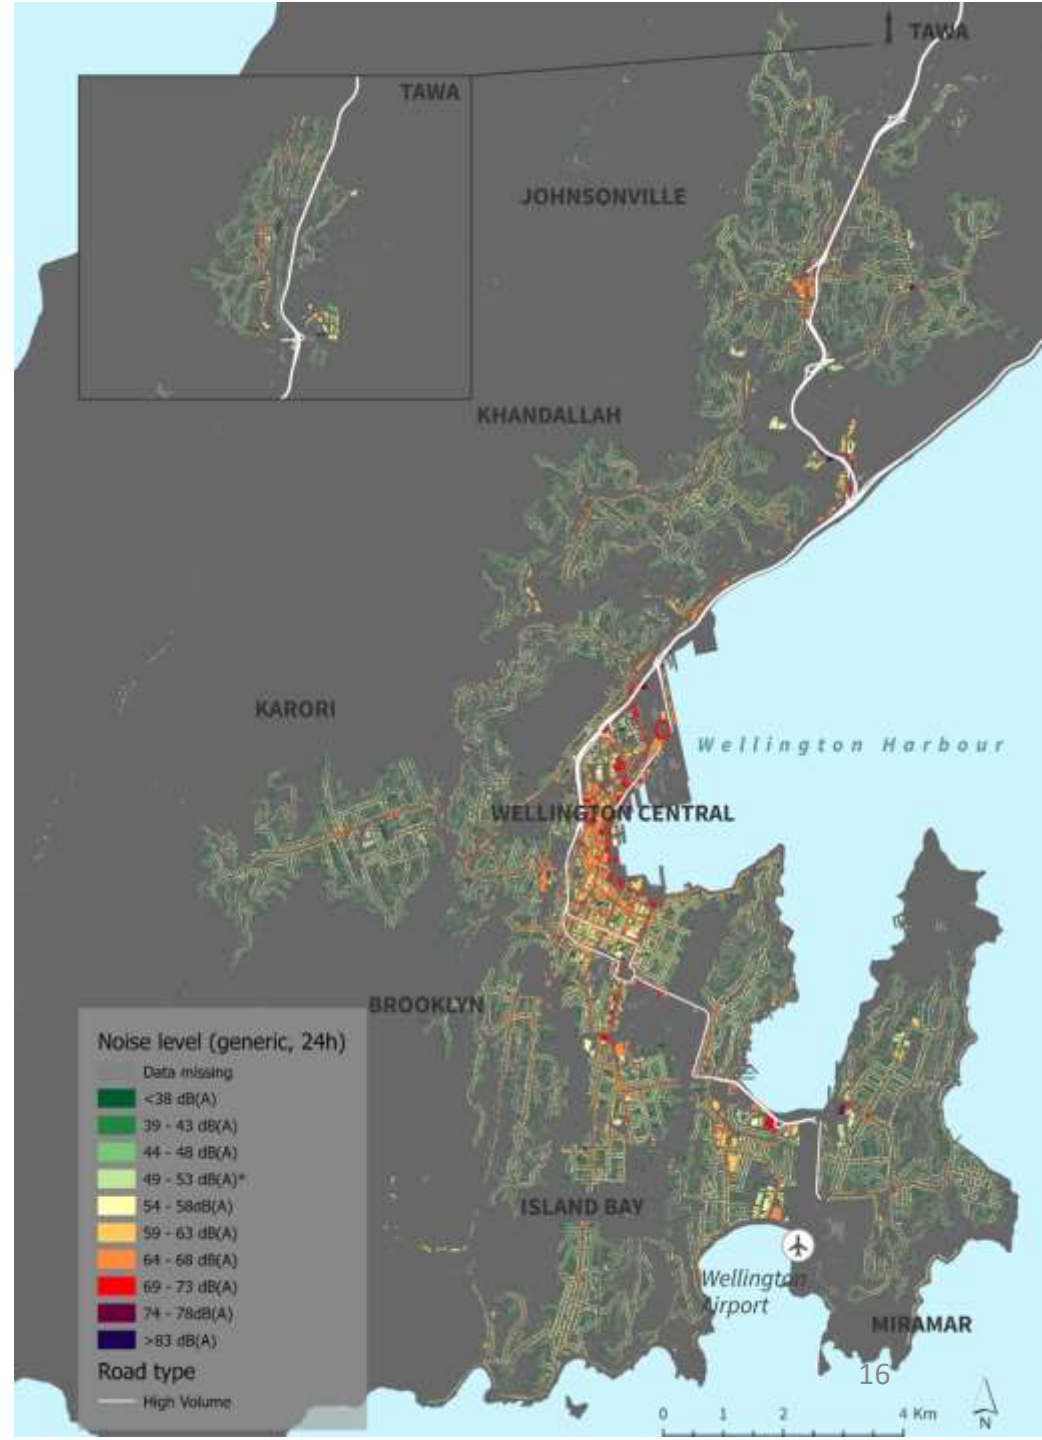 TAWA
TAWA
JOHNSONVILLE
KHANDALLAH
KARORI
Wellington Harbour
WELLINGTON CENTRAL
BROOKLYN
Noise level (generic, 24h)
Data missing
<38 dB(A)
39 - 43 dB(A)
44 - 48 dB(A)
49 - 53 dB(A)*
54 - 58dB(A)
59 - 63 dB(A)
64 - 68 dB(A)
69 - 73 dB(A)
74 - 78dB(A)
>83 dB(A)
Road type
High Volume
ISLAND BAY
Wellington
Airport
MIRAMAR
16
0 1 2 4 Km
N